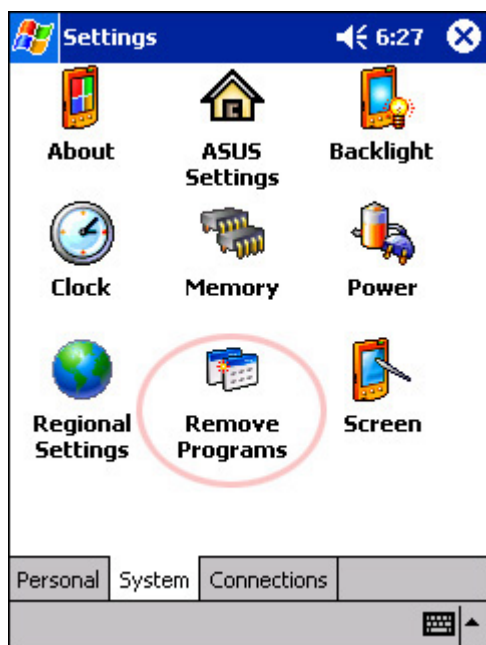 Settings 6:27
About
ASUS
Settings
Backlight
Clock
Memory
Power
Regional
Settings
Remove
Programs
Screen
Personal System Connections